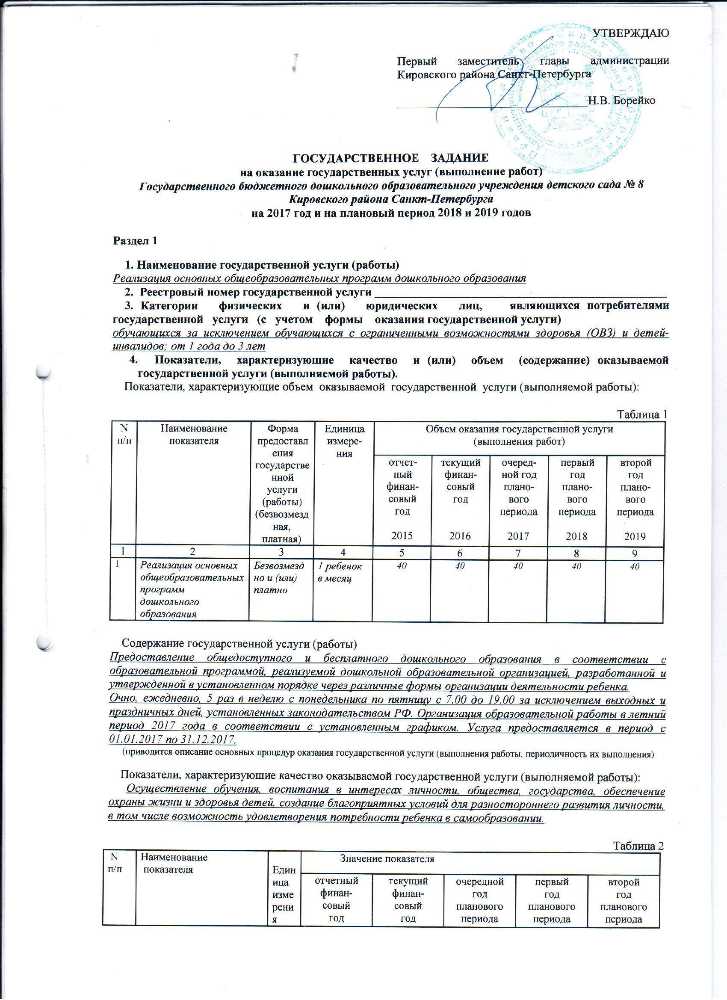 УТВЕРЖДАЮ
Первый заместитель главы администрации
Кировского района Санкт-Петербурга
Н.В. Борейко
ГОСУДАРСТВЕННОЕ ЗАДАНИЕ
на оказание государственных услуг (выполнение работ)
Государственного бюджетного дошкольного образовательного учреждения детского сада № 8
Кировского района Санкт-Петербурга
на 2017 год и на плановый период 2018 и 2019 годов
Раздел 1
1. Наименование государственной услуги (работы)
Реализация основных общеобразовательных программ дошкольного образования
2. Реестровый номер государственной услуги
3. Категории физических и (или) юридических лиц, являющихся потребителями
государственной услуги (с учетом формы оказания государственной услуги)
обучающихся за исключением обучающихся с ограниченными возможностями здоровья (ОВЗ) и детей-
инвалидов; от 1 года до 3 лет
4. Показатели, характеризующие качество и (или) объем (содержание) оказываемой
государственной услуги (выполняемой работы).
Показатели, характеризующие объем оказываемой государственной услуги (выполняемой работы):
Таблица 1
N
п/п
Наименование
показателя
Форма
предоставл
ения
государстве
нной
услуги
(работы)
(безвозмезд
ная,
платная)
Единица
измере-
ния
Объем оказания государственной услуги
(выполнения работ)
отчет-
ный
финан-
совый
год
2015
текущий
финан-
совый
год
2016
очеред-
ной год
плано-
вого
периода
2017
первый
год
плано-
вого
периода
2018
второй
год
плано-
вого
периода
2019
1 2 3 4 5 6 7 8 9
1
Реализация основных
общеобразовательных
программ
дошкольного
образования
Безвозмезд
но и (или)
платно
1 ребенок
в месяц
40 40 40 40 40
Содержание государственной услуги (работы)
Предоставление общедоступного и бесплатного дошкольного образования в соответствии с
образовательной программой, реализуемой дошкольной образовательной организацией, разработанной и
утвержденной в установленном порядке через различные формы организации деятельности ребенка.
Очно, ежедневно, 5 раз в неделю с понедельника по пятницу с 7.00 до 19.00 за исключением выходных и
праздничных дней, установленных законодательством РФ. Организация образовательной работы в летний
период 2017 года в соответствии с установленным графиком. Услуга предоставляется в период с
01.01.2017 по 31.12.2017.
(приводится описание основных процедур оказания государственной услуги (выполнения работы, периодичность их выполнения)
Показатели, характеризующие качество оказываемой государственной услуги (выполняемой работы):
Осуществление обучения, воспитания в интересах личности, общества, государства, обеспечение
охраны жизни и здоровья детей, создание благоприятных условий для разностороннего развития личности,
в том числе возможность удовлетворения потребности ребенка в самообразовании.
Таблица 2
N
п/п
Наименование
показателя
Един
ица
изме
рени
я
Значение показателя
отчетный
финан-
совый
год
текущий
финан-
совый
год
очередной
год
планового
периода
первый
год
планового
периода
второй
год
планового
периода